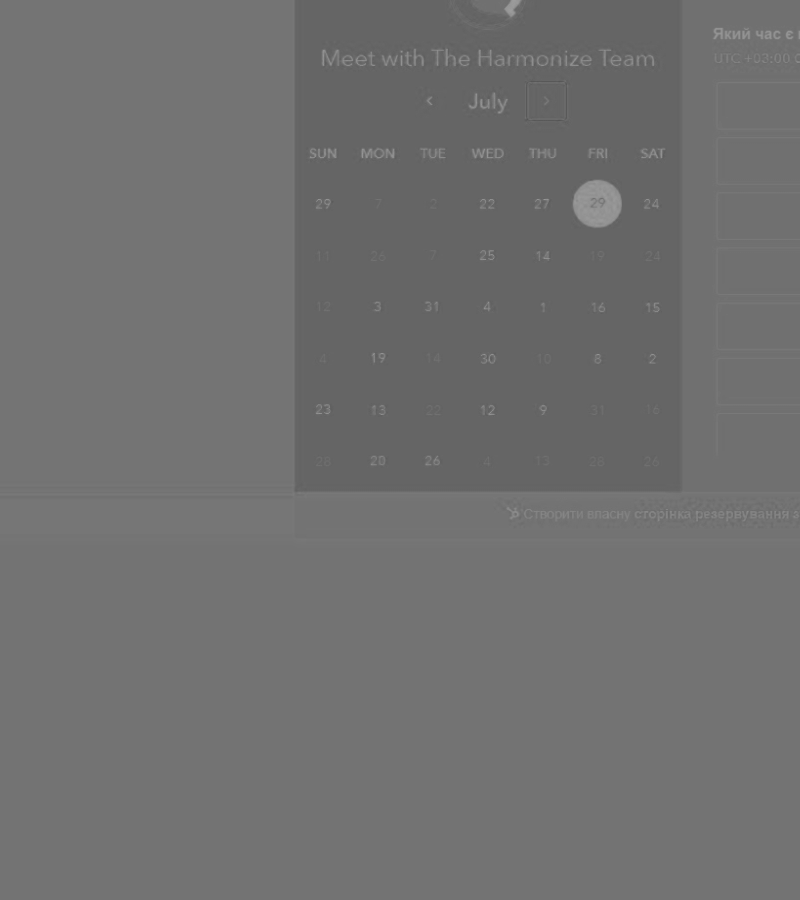 Meet with The Harmonize Team
July
SUN MON TUE WED THU FRI SAT
29 7 2 22 27 29 24
11 26 7 25 14 19 24
12 3 31 4 1 16 15
4 19 14 30 10 8 2
23 13 22 12 9 31 16
28 20 26 4 13 28 26
Який час є
UTC +03:00
Створити власну сторінка резервування